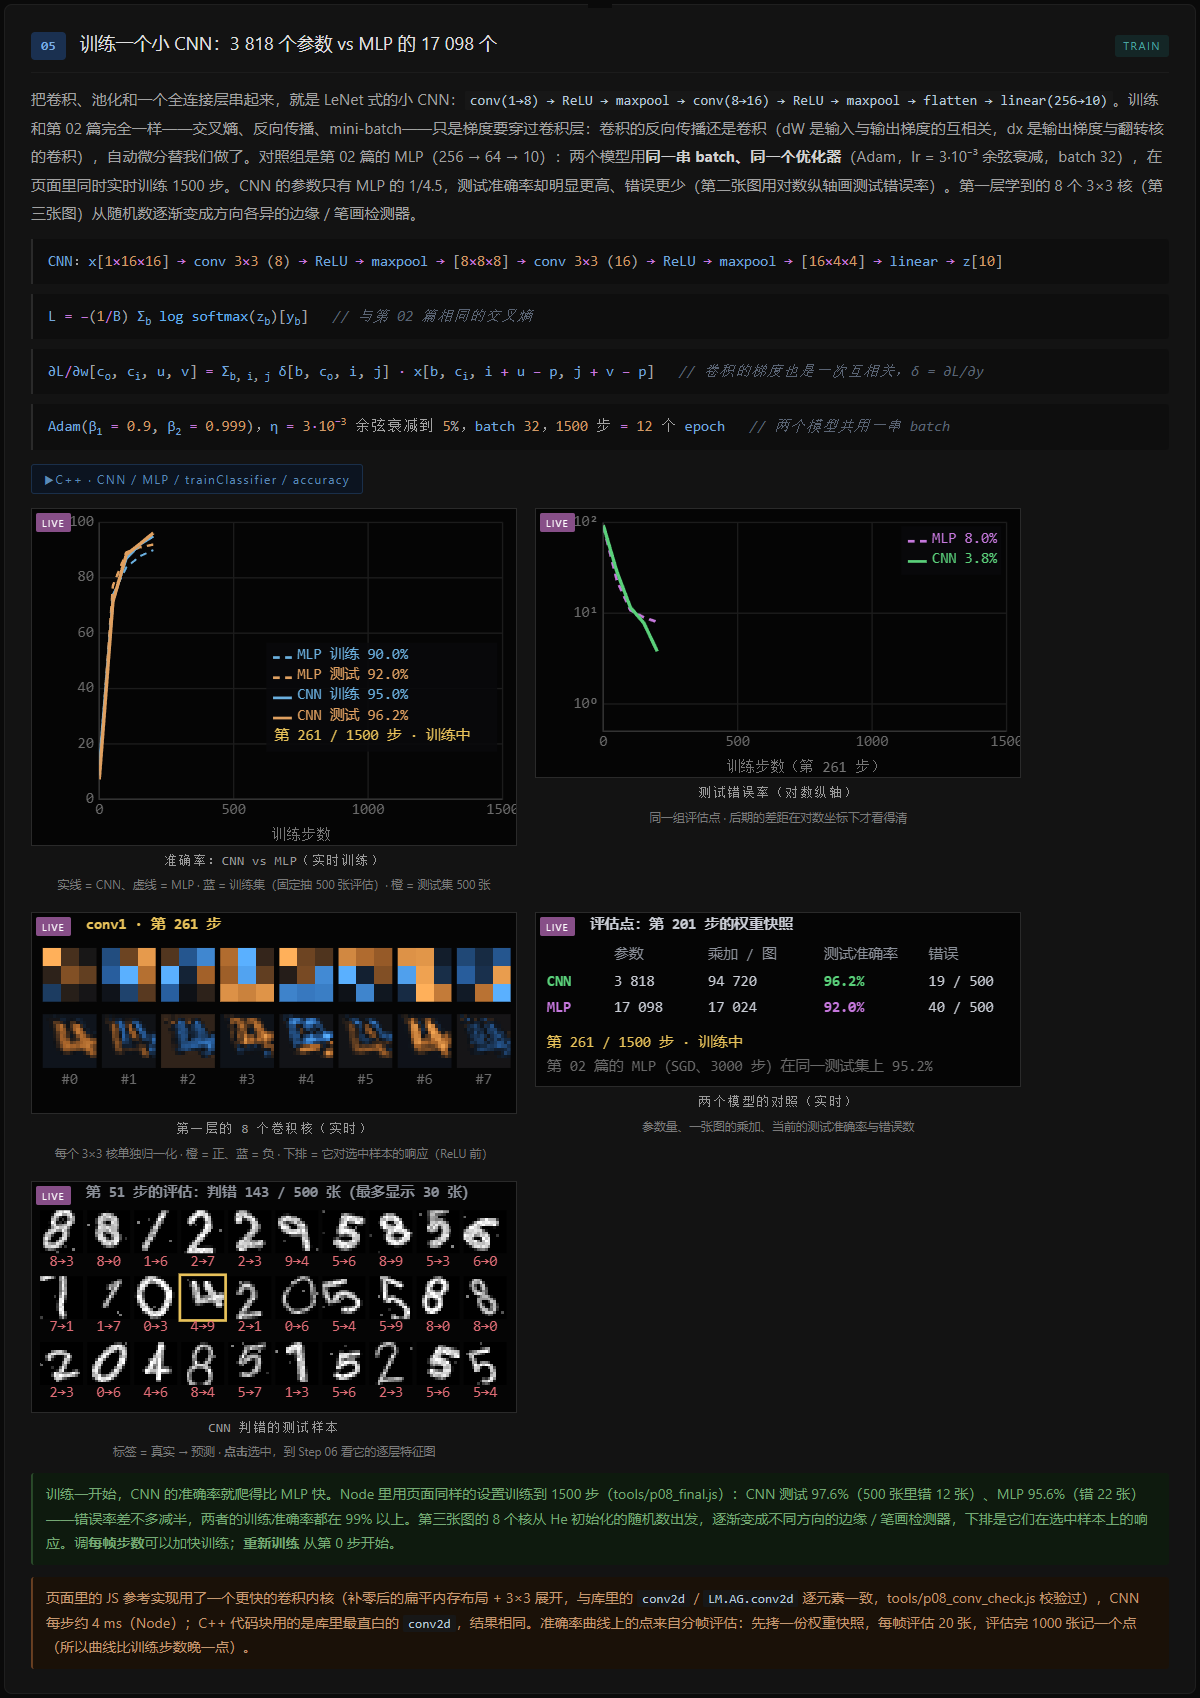 05 训练一个小 CNN：3 818 个参数 vs MLP 的 17 098 个
TRAIN
把卷积、池化和一个全连接层串起来，就是 LeNet 式的小 CNN： conv(1→8) → ReLU → maxpool → conv(8→16) → ReLU → maxpool → flatten → linear(256→10) 。训练
和第 02 篇完全一样——交叉熵、反向传播、mini-batch——只是梯度要穿过卷积层：卷积的反向传播还是卷积（dW 是输入与输出梯度的互相关，dx 是输出梯度与翻转核
的卷积），自动微分替我们做了。对照组是第 02 篇的 MLP（256 → 64 → 10）：两个模型用同一串 batch、同一个优化器（Adam，lr = 3·10⁻³ 余弦衰减，batch 32），在
页面里同时实时训练 1500 步。CNN 的参数只有 MLP 的 1/4.5，测试准确率却明显更高、错误更少（第二张图用对数纵轴画测试错误率）。第一层学到的 8 个 3×3 核（第
三张图）从随机数逐渐变成方向各异的边缘 / 笔画检测器。
CNN：x[1×16×16] → conv 3×3 (8) → ReLU → maxpool → [8×8×8] → conv 3×3 (16) → ReLU → maxpool → [16×4×4] → linear → z[10]
L = −(1/B) Σb log softmax(zb)[yb] // 与第 02 篇相同的交叉熵
∂L/∂w[co, ci, u, v] = Σb, i, j δ[b, co, i, j] · x[b, ci, i + u − p, j + v − p] // 卷积的梯度也是一次互相关，δ = ∂L/∂y
Adam(β1 = 0.9, β2 = 0.999)，η = 3·10⁻³ 余弦衰减到 5%，batch 32，1500 步 = 12 个 epoch // 两个模型共用一串 batch
▶C++ · CNN / MLP / trainClassifier / accuracy
LIVE
100
80
60
40
20
0
0 500 1000 1500
训练步数
MLP 训练 90.0%
MLP 测试 92.0%
CNN 训练 95.0%
CNN 测试 96.2%
第 261 / 1500 步 · 训练中
准确率：CNN vs MLP（实时训练）
实线 = CNN、虚线 = MLP · 蓝 = 训练集（固定抽 500 张评估）· 橙 = 测试集 500 张
LIVE
10²
10¹
10⁰
0 500 1000 1500
训练步数（第 261 步）
MLP 8.0%
CNN 3.8%
测试错误率（对数纵轴）
同一组评估点 · 后期的差距在对数坐标下才看得清
LIVE conv1 · 第 261 步
#0 #1 #2 #3 #4 #5 #6 #7
第一层的 8 个卷积核（实时）
每个 3×3 核单独归一化 · 橙 = 正、蓝 = 负 · 下排 = 它对选中样本的响应（ReLU 前）
LIVE 评估点：第 201 步的权重快照
参数 乘加 / 图 测试准确率 错误
CNN 3 818 94 720 96.2% 19 / 500
MLP 17 098 17 024 92.0% 40 / 500
第 261 / 1500 步 · 训练中
第 02 篇的 MLP（SGD、3000 步）在同一测试集上 95.2%
两个模型的对照（实时）
参数量、一张图的乘加、当前的测试准确率与错误数
LIVE 第 51 步的评估：判错 143 / 500 张（最多显示 30 张）
8 8 1 2 2 9 5 8 5 6
8→3 8→0 1→6 2→7 2→3 9→4 5→6 8→9 5→3 6→0
7 1 0 4 2 0 5 5 8 8
7→1 1→7 0→3 4→9 2→1 0→6 5→4 5→9 8→0 8→0
2 0 4 8 5 1 5 2 5 5
2→3 0→6 4→6 8→4 5→7 1→3 5→6 2→3 5→6 5→4
CNN 判错的测试样本
标签 = 真实 → 预测 · 点击选中，到 Step 06 看它的逐层特征图
训练一开始，CNN 的准确率就爬得比 MLP 快。Node 里用页面同样的设置训练到 1500 步（tools/p08_final.js）：CNN 测试 97.6%（500 张里错 12 张）、MLP 95.6%（错 22 张）
——错误率差不多减半，两者的训练准确率都在 99% 以上。第三张图的 8 个核从 He 初始化的随机数出发，逐渐变成不同方向的边缘 / 笔画检测器，下排是它们在选中样本上的响
应。调每帧步数可以加快训练；重新训练 从第 0 步开始。
页面里的 JS 参考实现用了一个更快的卷积内核（补零后的扁平内存布局 + 3×3 展开，与库里的 conv2d / LM.AG.conv2d 逐元素一致，tools/p08_conv_check.js 校验过），CNN
每步约 4 ms（Node）；C++ 代码块用的是库里最直白的 conv2d ，结果相同。准确率曲线上的点来自分帧评估：先拷一份权重快照，每帧评估 20 张，评估完 1000 张记一个点
（所以曲线比训练步数晚一点）。